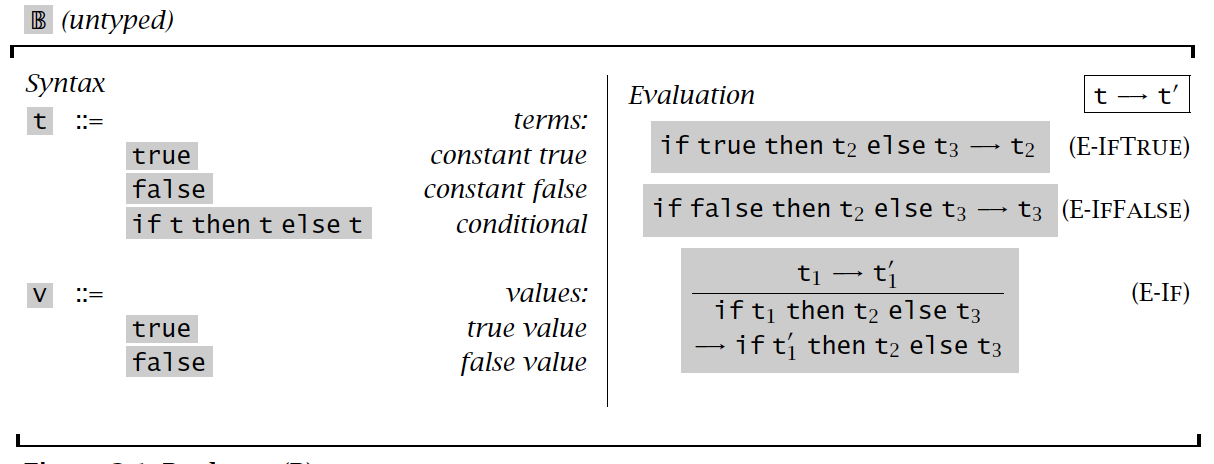 𝔹 (untyped)
Syntax
t ::= terms:
true constant true
false constant false
if t then t else t conditional
v ::= values:
true true value
false false value
Evaluation t ⟶ t′
if true then t₂ else t₃ ⟶ t₂ (E-IfTrue)
if false then t₂ else t₃ ⟶ t₃ (E-IfFalse)
t₁ ⟶ t₁′
if t₁ then t₂ else t₃ (E-If)
⟶ if t₁′ then t₂ else t₃